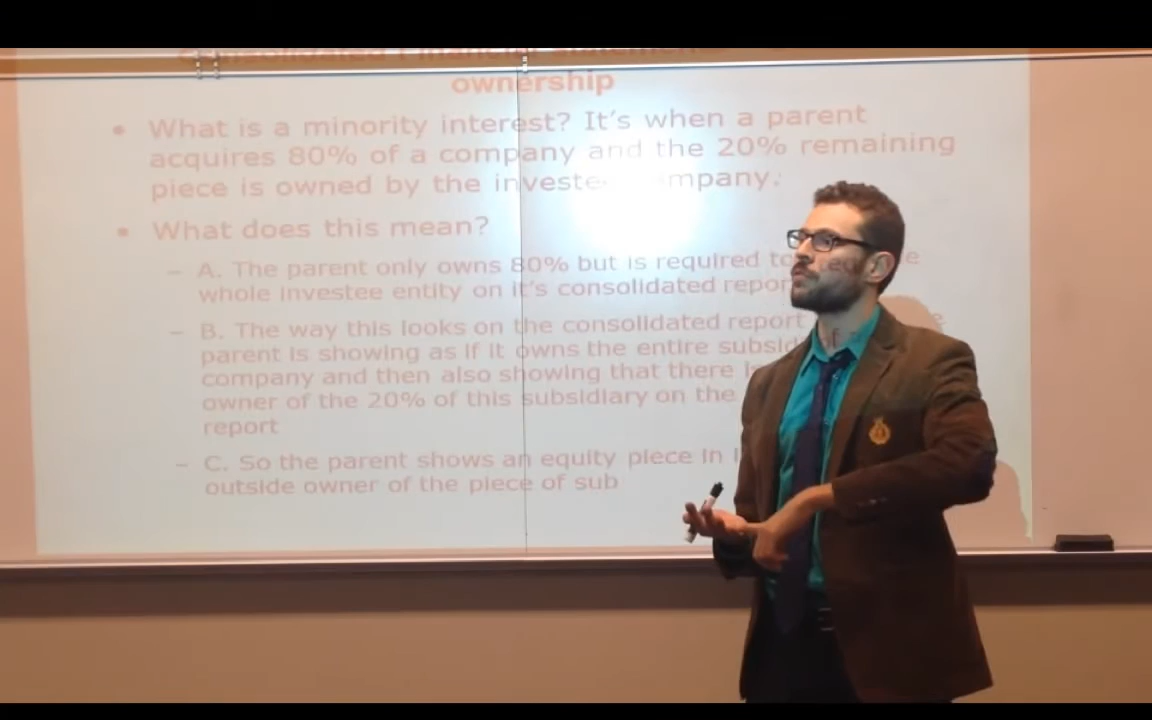 Consolidated Financial Statements
ownership
• What is a minority interest? It's when a parent
acquires 80% of a company and the 20% remaining
piece is owned by the investee company.
• What does this mean?
– A. The parent only owns 80% but is required to
whole investee entity on it's consolidated
– B. The way this looks on the consolidated report
parent is showing as if it owns the entire
company and then also showing that there
owner of the 20% of this subsidiary on the
report
– C. So the parent shows an equity piece in
outside owner of the piece of sub